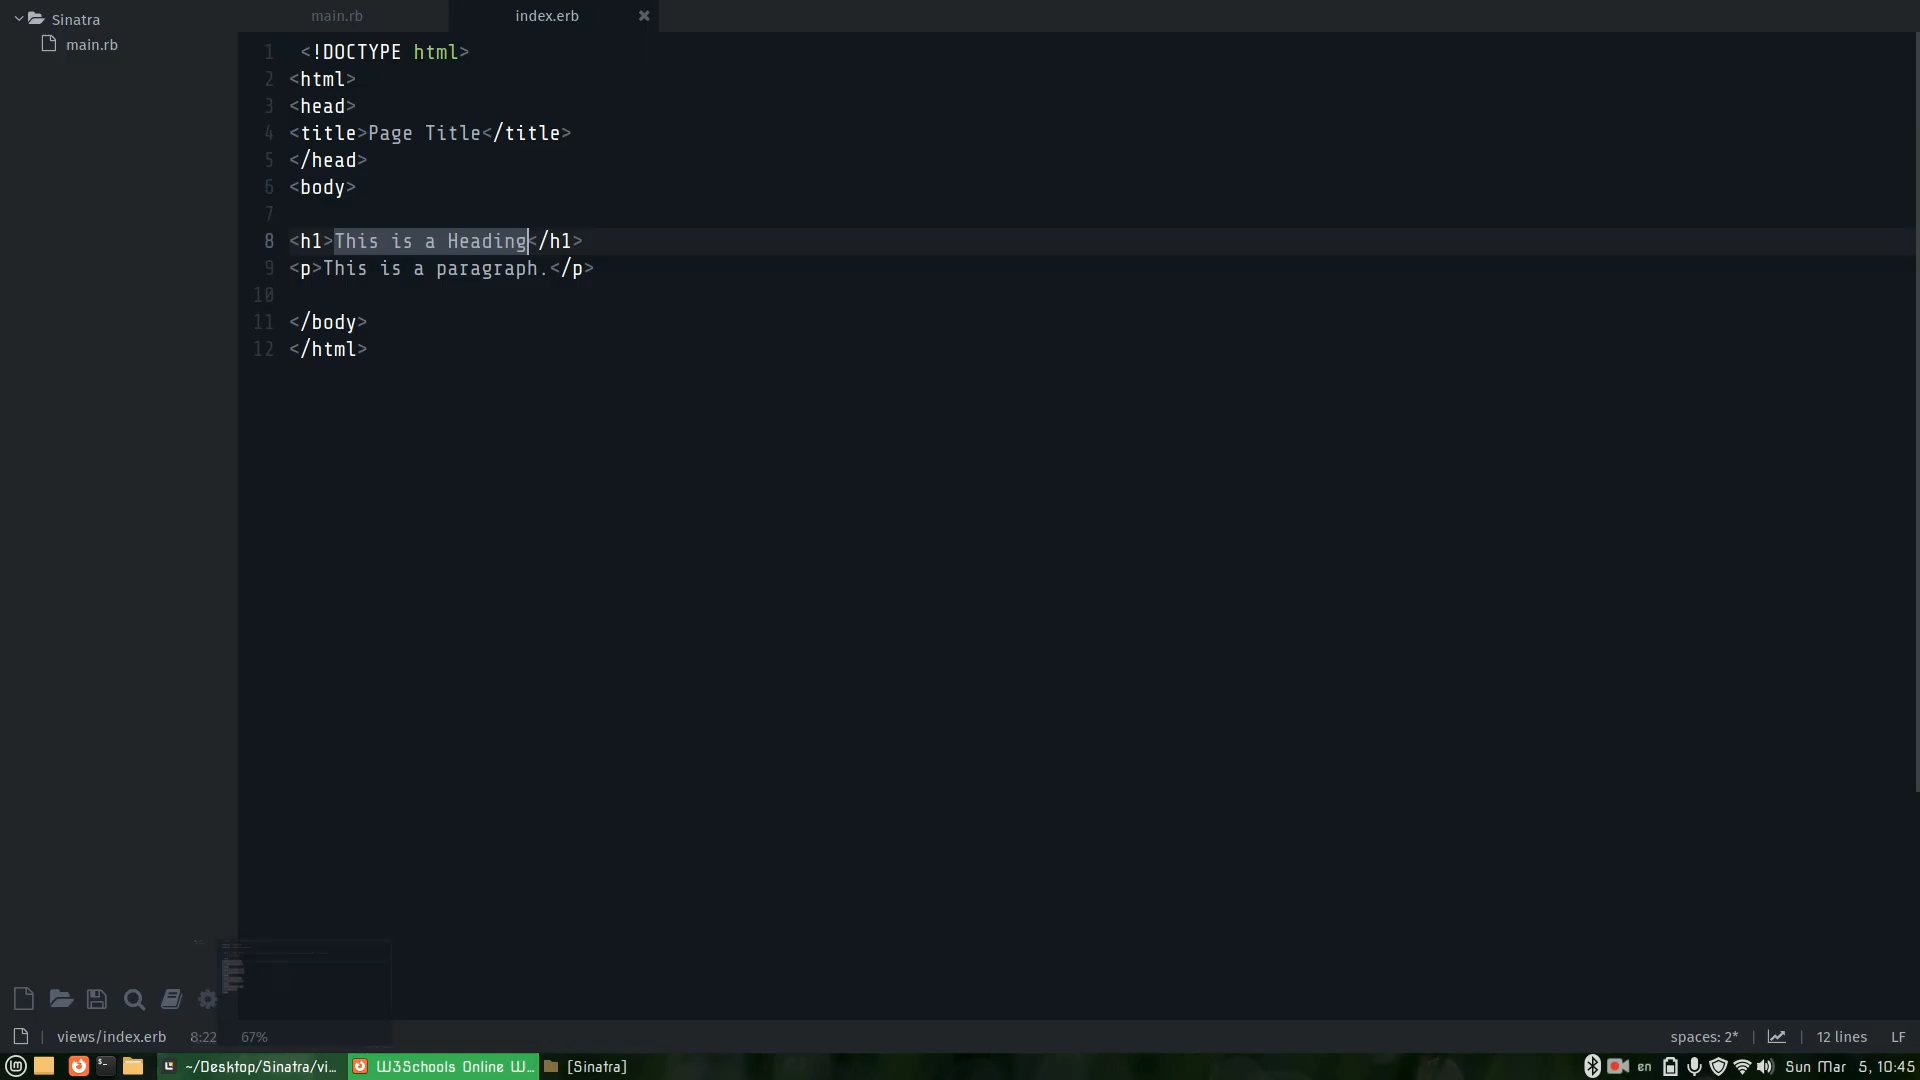 Sinatra
main.rb
main.rb
index.erb
1 <!DOCTYPE html>
2 <html>
3 <head>
4 <title>Page Title</title>
5 </head>
6 <body>
7
8 <h1>This is a Heading</h1>
9 <p>This is a paragraph.</p>
10
11 </body>
12 </html>
views/index.erb 8:22 67% spaces: 2* 12 lines LF
~/Desktop/Sinatra/vi... W3Schools Online W... [Sinatra] en Sun Mar 5, 10:45